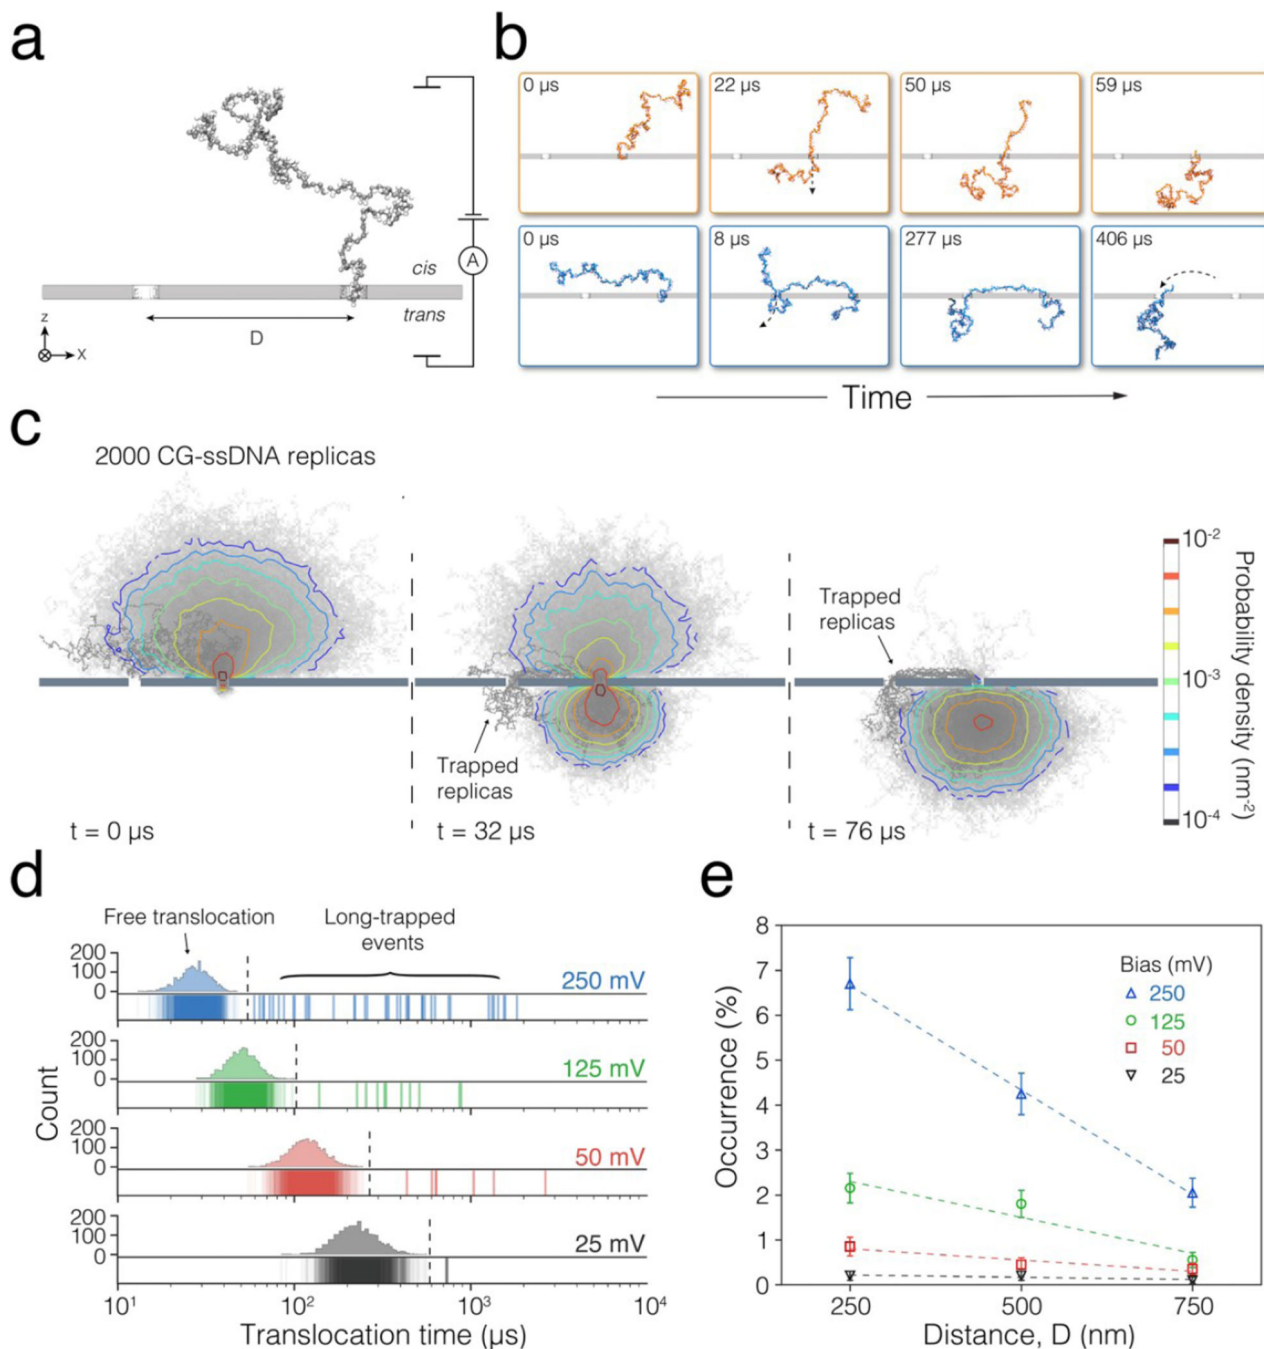 a
cis
trans
A
D
z
x
b
0 µs
22 µs
50 µs
59 µs
0 µs
8 µs
277 µs
406 µs
Time
c
2000 CG-ssDNA replicas
Trapped
replicas
Trapped
replicas
t = 0 µs
t = 32 µs
t = 76 µs
10-2
10-3
10-4
Probability density (nm-2)
d
Free translocation
Long-trapped
events
Count
200
100
0
250 mV
200
100
0
125 mV
200
100
0
50 mV
200
100
0
25 mV
10¹
10²
10³
10⁴
Translocation time (µs)
e
Occurrence (%)
8
7
6
5
4
3
2
1
0
Bias (mV)
250
125
50
25
250
500
750
Distance, D (nm)